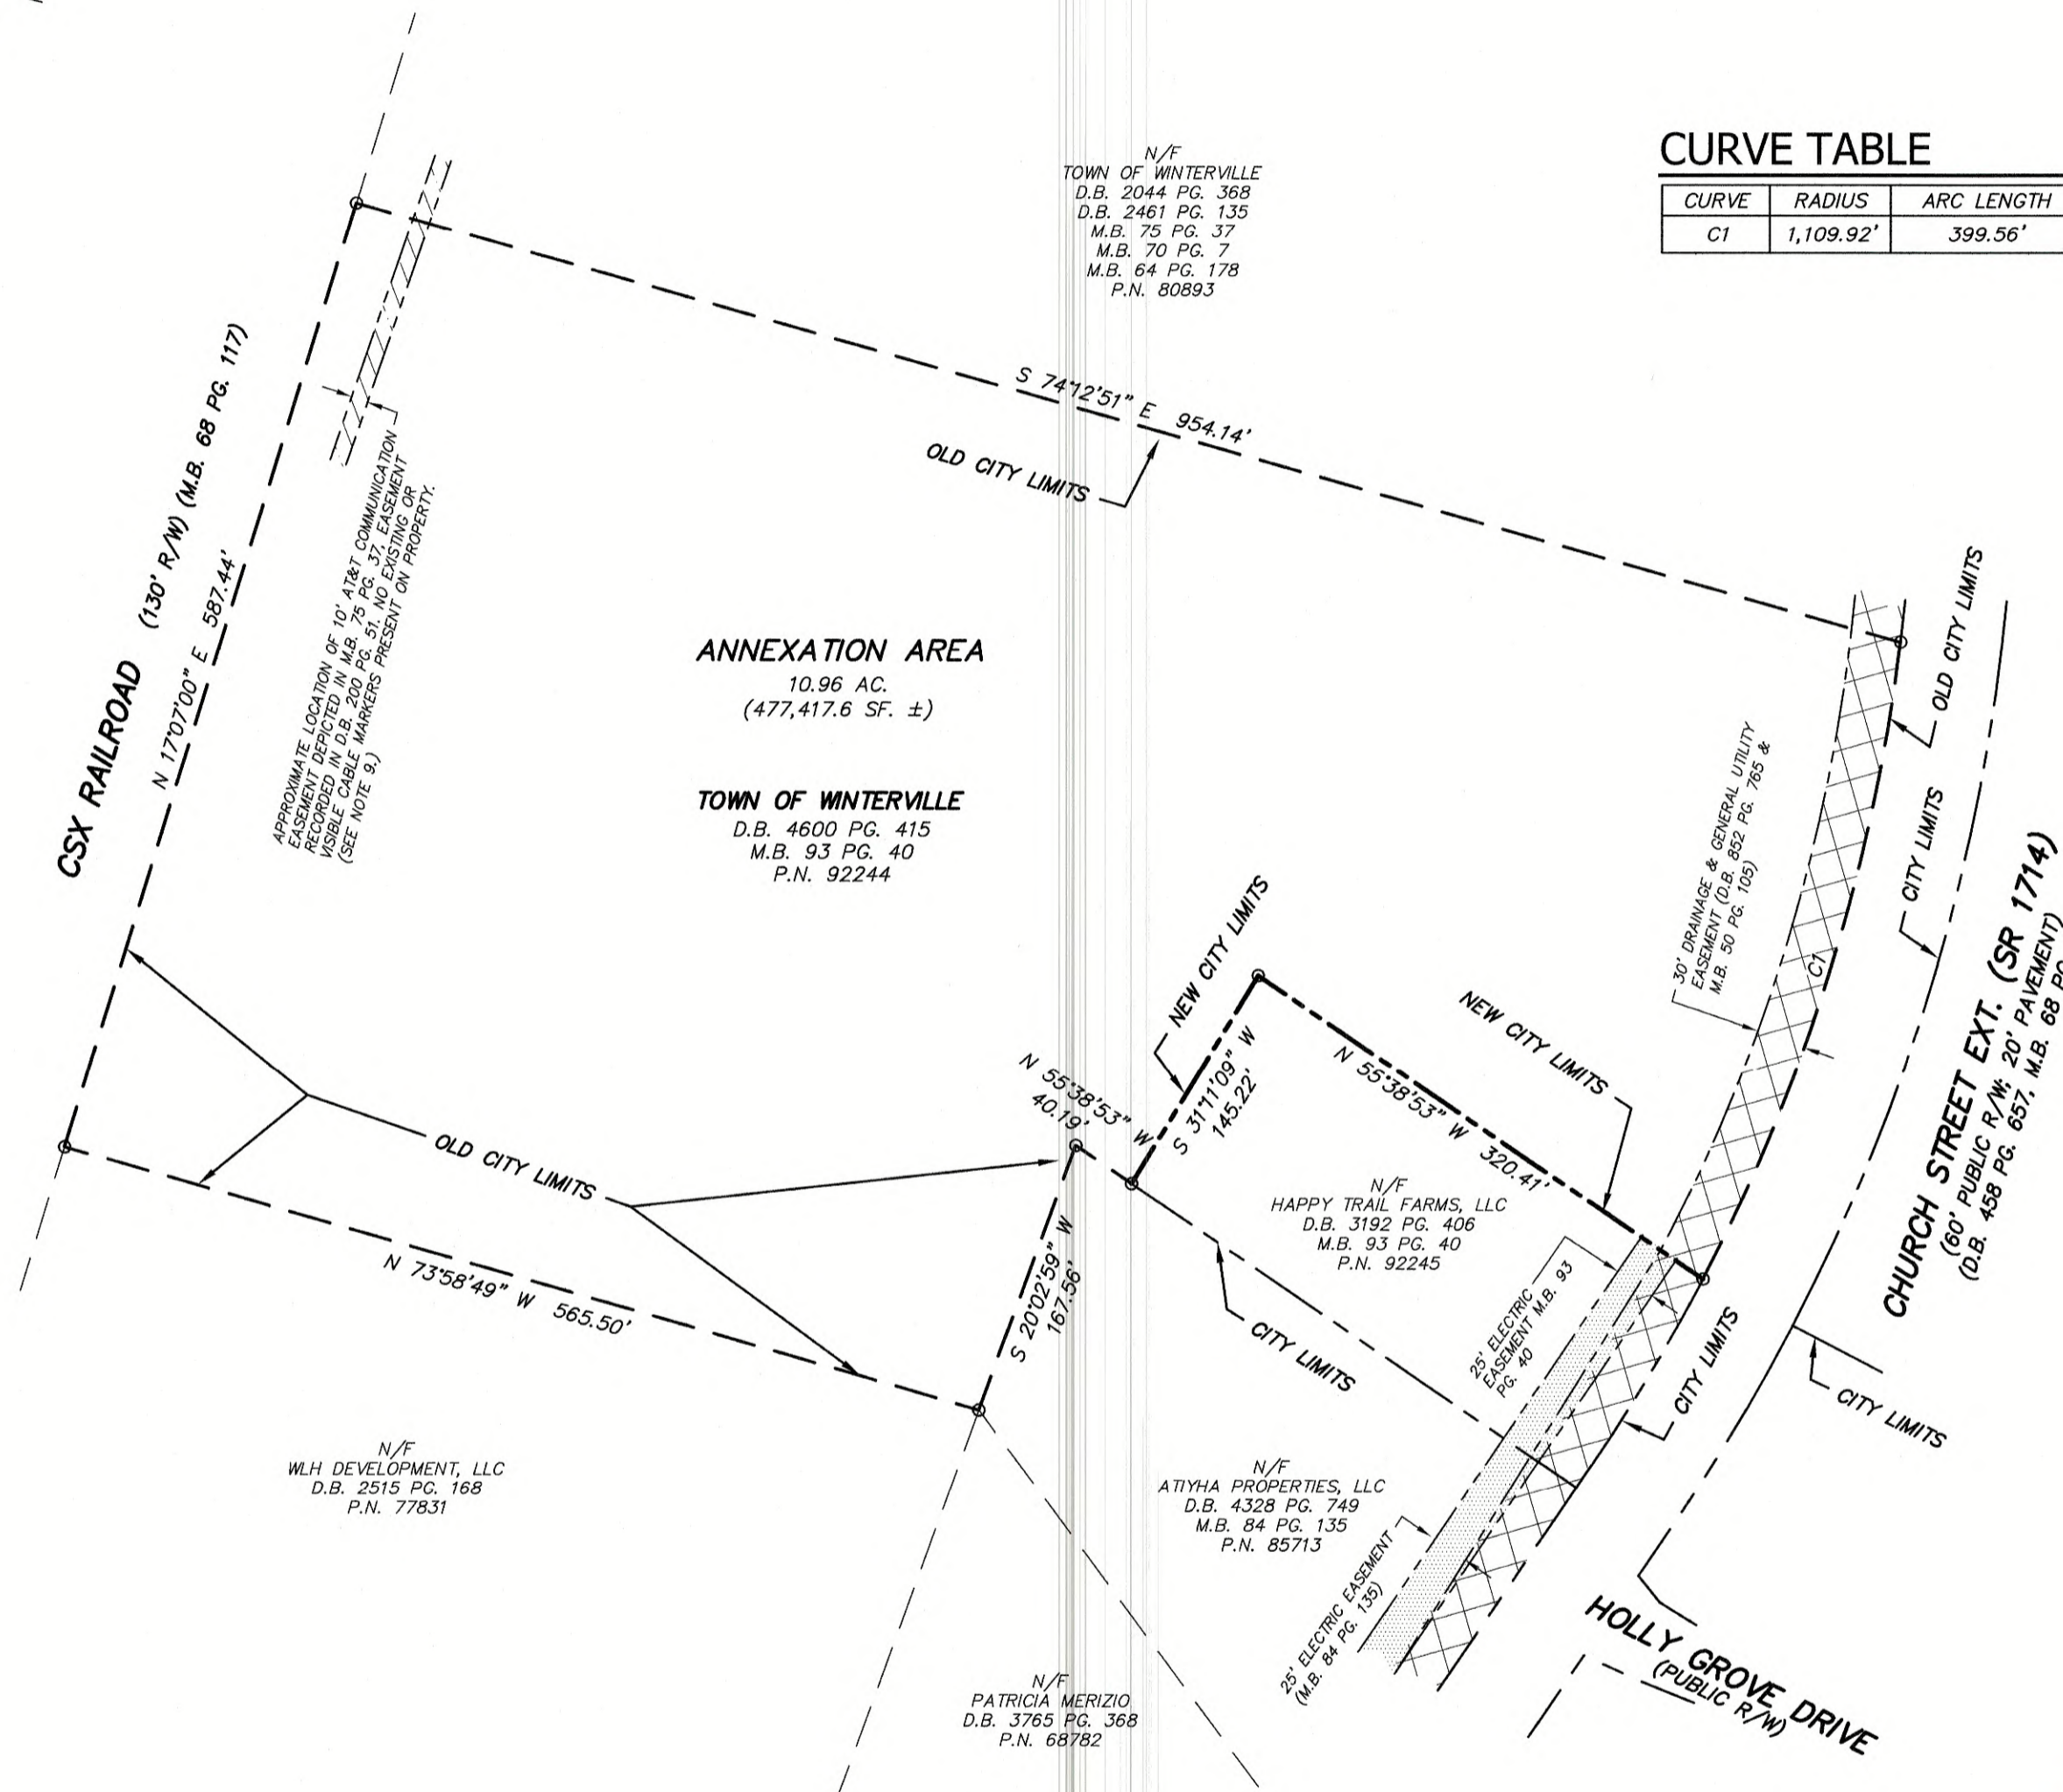 CURVE TABLE
CURVE RADIUS ARC LENGTH
C1 1,109.92' 399.56'
N/F
TOWN OF WINTERVILLE
D.B. 2044 PG. 368
D.B. 2461 PG. 135
M.B. 75 PG. 37
M.B. 70 PG. 7
M.B. 64 PG. 178
P.N. 80893
CSX RAILROAD (130' R/W) (M.B. 68 PG. 117)
N 17°07'00" E 587.44'
APPROXIMATE LOCATION OF 10' AT&T COMMUNICATION
EASEMENT DEPICTED IN M.B. 75 PG. 37, EASEMENT
RECORDED IN D.B. 200 PG. 51. NO EXISTING OR
VISIBLE CABLE MARKERS PRESENT ON PROPERTY.
(SEE NOTE 9.)
S 74°12'51" E 954.14'
OLD CITY LIMITS
ANNEXATION AREA
10.96 AC.
(477,417.6 SF. ±)
TOWN OF WINTERVILLE
D.B. 4600 PG. 415
M.B. 93 PG. 40
P.N. 92244
OLD CITY LIMITS
CITY LIMITS
30' DRAINAGE & GENERAL UTILITY
EASEMENT (D.B. 852 PG. 765 &
M.B. 50 PG. 105)
C1
CHURCH STREET EXT. (SR 1714)
(60' PUBLIC R/W; 20' PAVEMENT)
(D.B. 458 PG. 657, M.B. 68 PG.
NEW CITY LIMITS
S 31°11'09" W
145.22'
NEW CITY LIMITS
N 55°38'53" W 320.41'
N 55°38'53" W
40.19'
OLD CITY LIMITS
N 73°58'49" W 565.50'
S 20°02'59" W
167.56'
N/F
HAPPY TRAIL FARMS, LLC
D.B. 3192 PG. 406
M.B. 93 PG. 40
P.N. 92245
25' ELECTRIC
EASEMENT M.B. 93
PG. 40
CITY LIMITS
CITY LIMITS
CITY LIMITS
N/F
WLH DEVELOPMENT, LLC
D.B. 2515 PG. 168
P.N. 77831
N/F
ATIYHA PROPERTIES, LLC
D.B. 4328 PG. 749
M.B. 84 PG. 135
P.N. 85713
25' ELECTRIC EASEMENT
(M.B. 84 PG. 135)
HOLLY GROVE DRIVE
(PUBLIC R/W)
N/F
PATRICIA MERIZIO
D.B. 3765 PG. 368
P.N. 68782